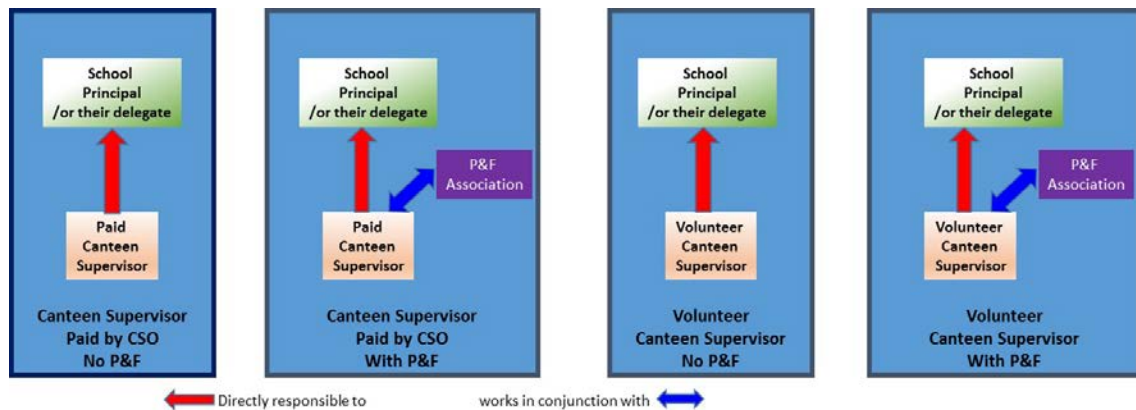 School
Principal
/or their delegate
Paid
Canteen
Supervisor
Canteen Supervisor
Paid by CSO
No P&F
School
Principal
/or their delegate
P&F
Association
Paid
Canteen
Supervisor
Canteen Supervisor
Paid by CSO
With P&F
School
Principal
/or their delegate
Volunteer
Canteen
Supervisor
Volunteer
Canteen Supervisor
No P&F
School
Principal
/or their delegate
P&F
Association
Volunteer
Canteen
Supervisor
Volunteer
Canteen Supervisor
With P&F
Directly responsible to
works in conjunction with